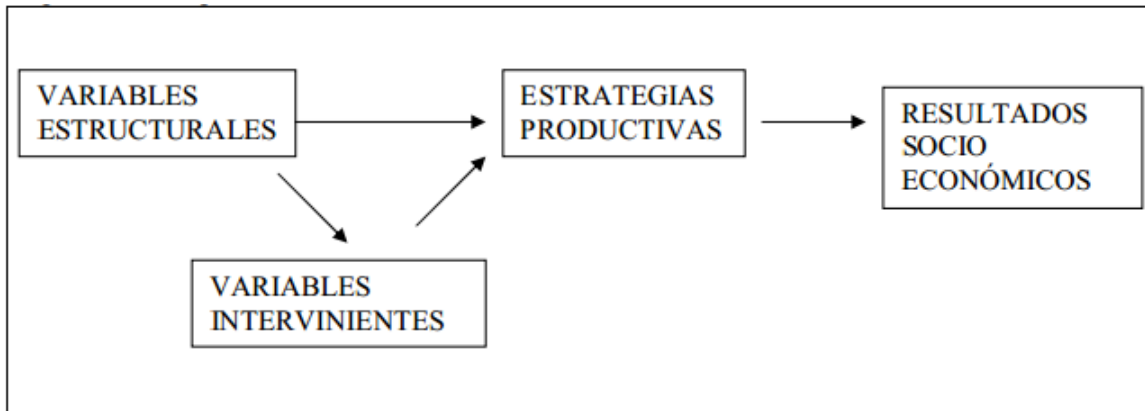 VARIABLES
ESTRUCTURALES
ESTRATEGIAS
PRODUCTIVAS
RESULTADOS
SOCIO
ECONÓMICOS
VARIABLES
INTERVINIENTES